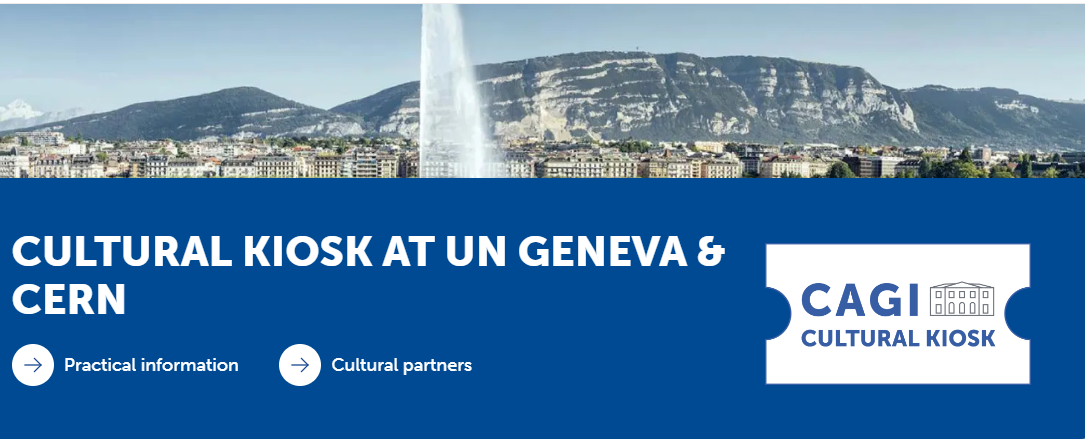 CULTURAL KIOSK AT UN GENEVA &
CERN
Practical information
Cultural partners
CAGI
CULTURAL KIOSK